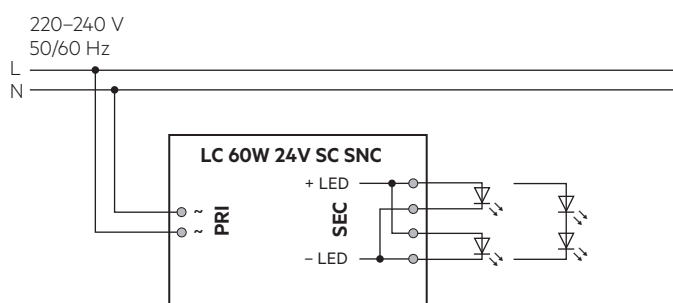 220–240 V
50/60 Hz
L
N
LC 60W 24V SC SNC
+ LED
~
PRI
~
SEC
– LED